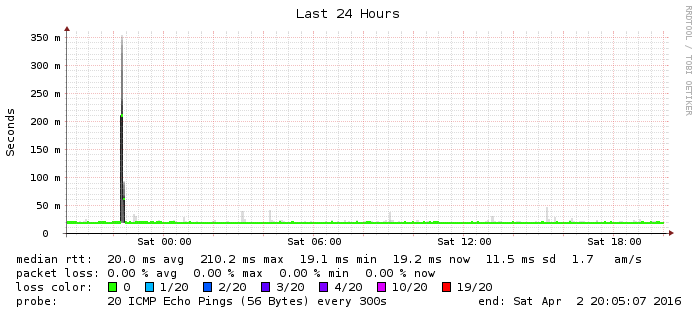 Last 24 Hours
RRDTOOL / TOBI OETIKER
Seconds
350 m
300 m
250 m
200 m
150 m
100 m
50 m
0
Sat 00:00 Sat 06:00 Sat 12:00 Sat 18:00
median rtt: 20.0 ms avg 210.2 ms max 19.1 ms min 19.2 ms now 11.5 ms sd 1.7 am/s
packet loss: 0.00 % avg 0.00 % max 0.00 % min 0.00 % now
loss color: 0 1/20 2/20 3/20 4/20 10/20 19/20
probe: 20 ICMP Echo Pings (56 Bytes) every 300s end: Sat Apr 2 20:05:07 2016